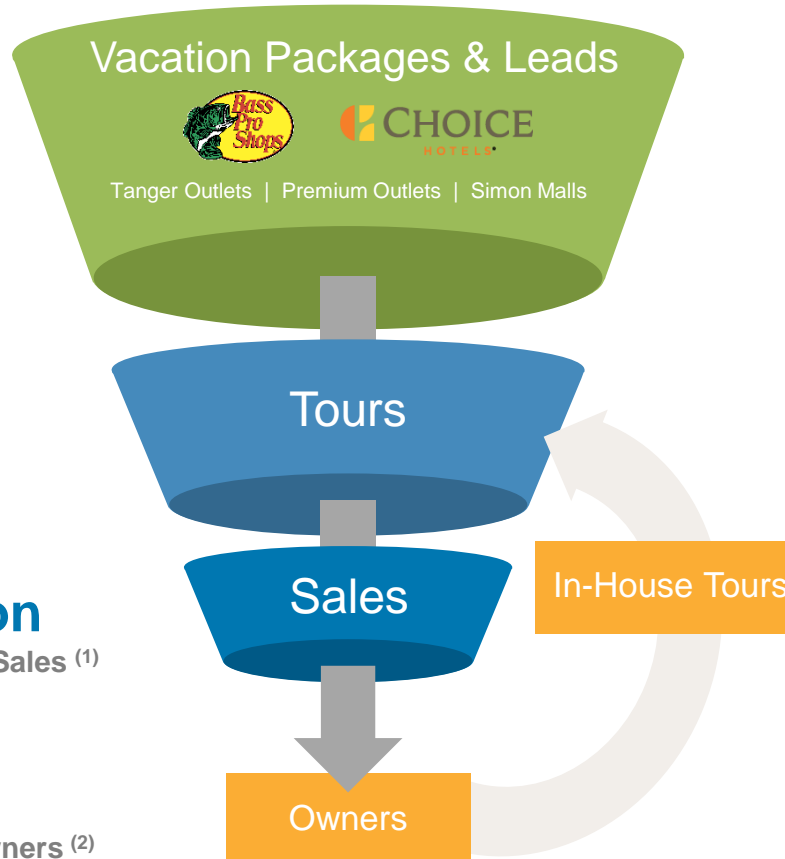 Vacation Packages & Leads
Bass
Pro
Shops
CHOICE
HOTELS
Tanger Outlets | Premium Outlets | Simon Malls
Tours
In-House Tours
Sales
on
Sales (1)
Owners
ners (2)